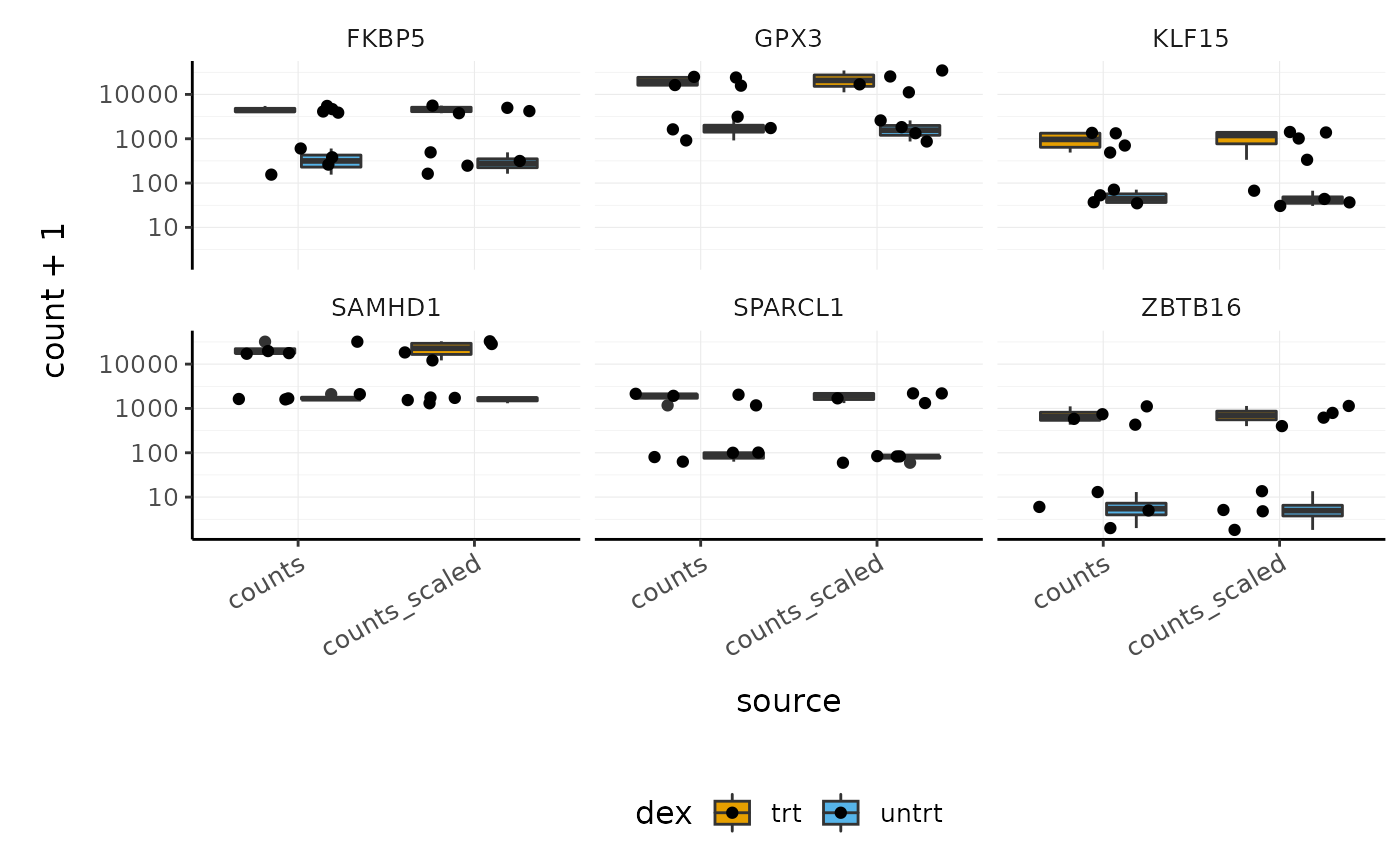 FKBP5 GPX3 KLF15
10000
1000
100
10
SAMHD1 SPARCL1 ZBTB16
10000
1000
100
10
count + 1
counts counts_scaled counts counts_scaled counts counts_scaled
source
dex trt untrt